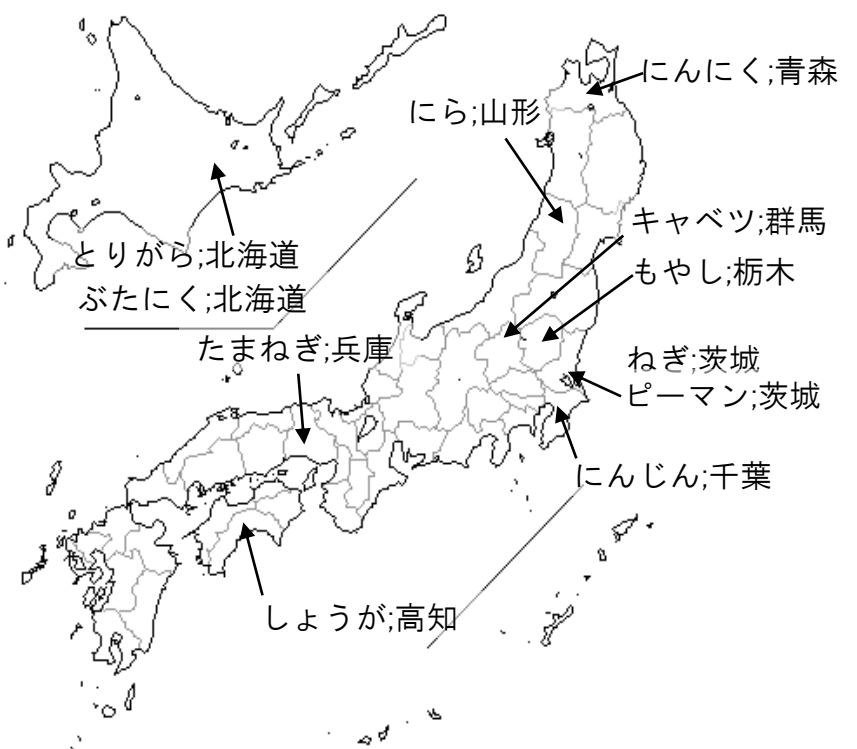 にんにく;青森
にら;山形
キャベツ;群馬
もやし;栃木
とりがら;北海道
ぶたにく;北海道
たまねぎ;兵庫
ねぎ;茨城
ピーマン;茨城
にんじん;千葉
しょうが;高知